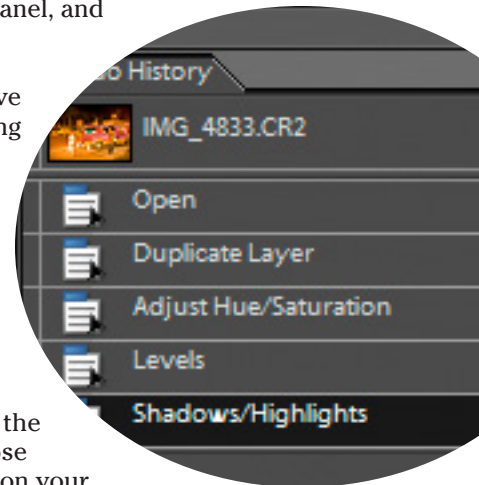 anel, and
o History
ve
ng
IMG_4833.CR2
Open
Duplicate Layer
Adjust Hue/Saturation
Levels
Shadows/Highlights
the
se
on your